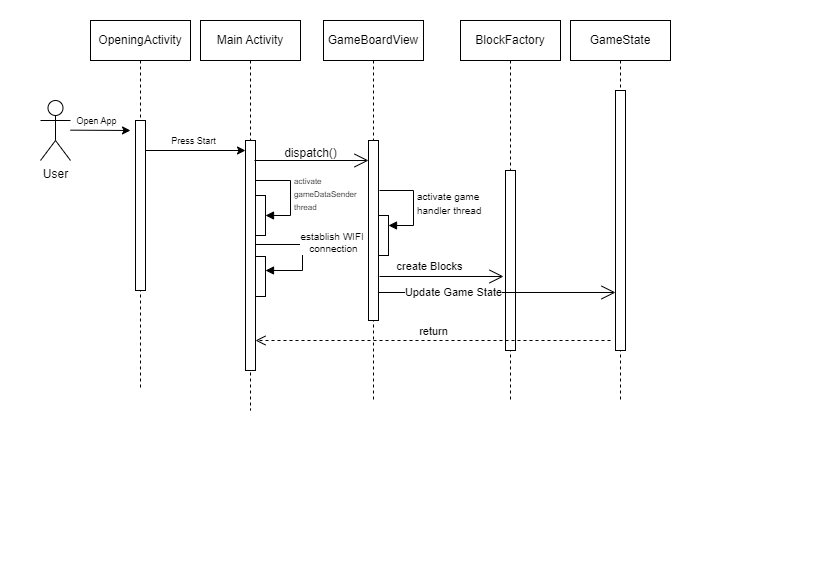 OpeningActivity
Main Activity
GameBoardView
BlockFactory
GameState
Open App
User
Press Start
dispatch()
activate
gameDataSender
thread
activate game
handler thread
establish WIFI
connection
create Blocks
Update Game State
return